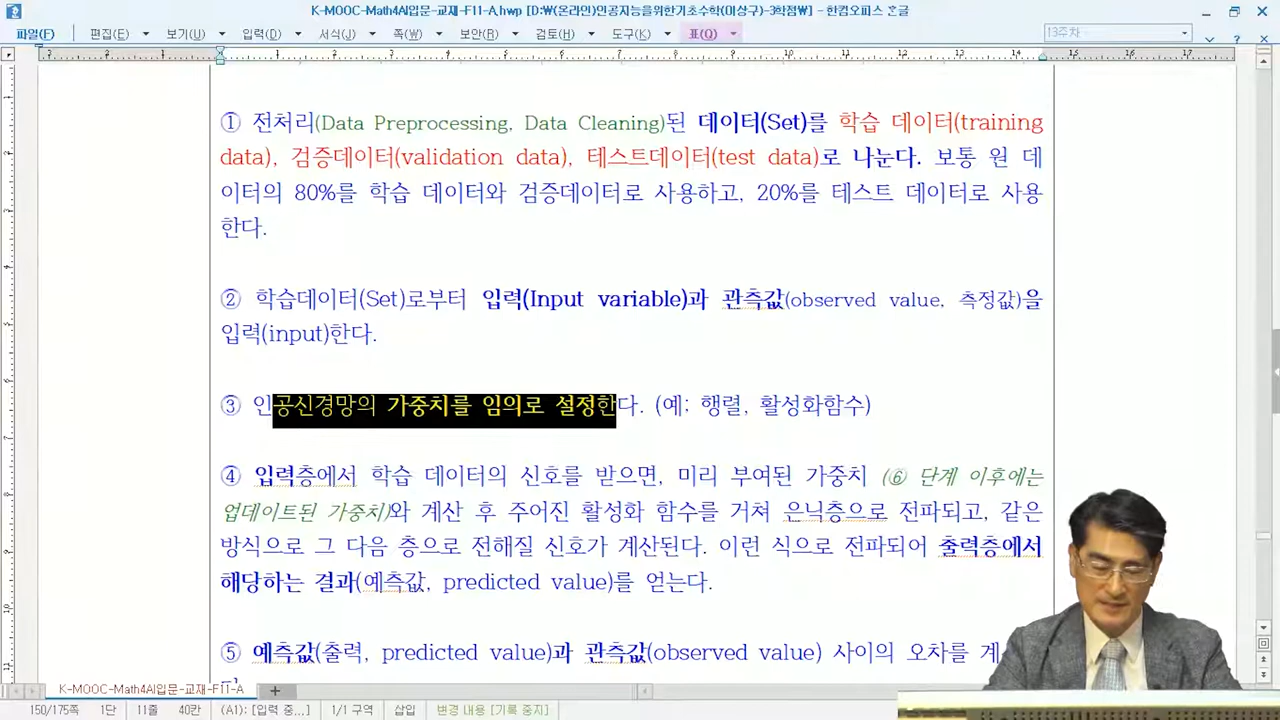 K-MOOC-Math4AI입문-교재-F11-A.hwp [D:\(온라인)인공지능을위한기초수학(이상구)-3학점\] - 한컴오피스 한글
파일(F) 편집(E) 보기(U) 입력(D) 서식(J) 쪽(W) 보안(R) 검토(H) 도구(K) 표(Q) 13주차
① 전처리(Data Preprocessing, Data Cleaning)된 데이터(Set)를 학습 데이터(training
data), 검증데이터(validation data), 테스트데이터(test data)로 나눈다. 보통 원 데
이터의 80%를 학습 데이터와 검증데이터로 사용하고, 20%를 테스트 데이터로 사용
한다.
② 학습데이터(Set)로부터 입력(Input variable)과 관측값(observed value, 측정값)을
입력(input)한다.
③ 인공신경망의 가중치를 임의로 설정한다. (예; 행렬, 활성화함수)
④ 입력층에서 학습 데이터의 신호를 받으면, 미리 부여된 가중치 (⑥ 단계 이후에는
업데이트된 가중치)와 계산 후 주어진 활성화 함수를 거쳐 은닉층으로 전파되고, 같은
방식으로 그 다음 층으로 전해질 신호가 계산된다. 이런 식으로 전파되어 출력층에서
해당하는 결과(예측값, predicted value)를 얻는다.
⑤ 예측값(출력, predicted value)과 관측값(observed value) 사이의 오차를 계
K-MOOC-Math4AI입문-교재-F11-A
150/175쪽 1단 11줄 40칸 (A1): [입력 중...] 1/1 구역 삽입 변경 내용 [기록 중지]